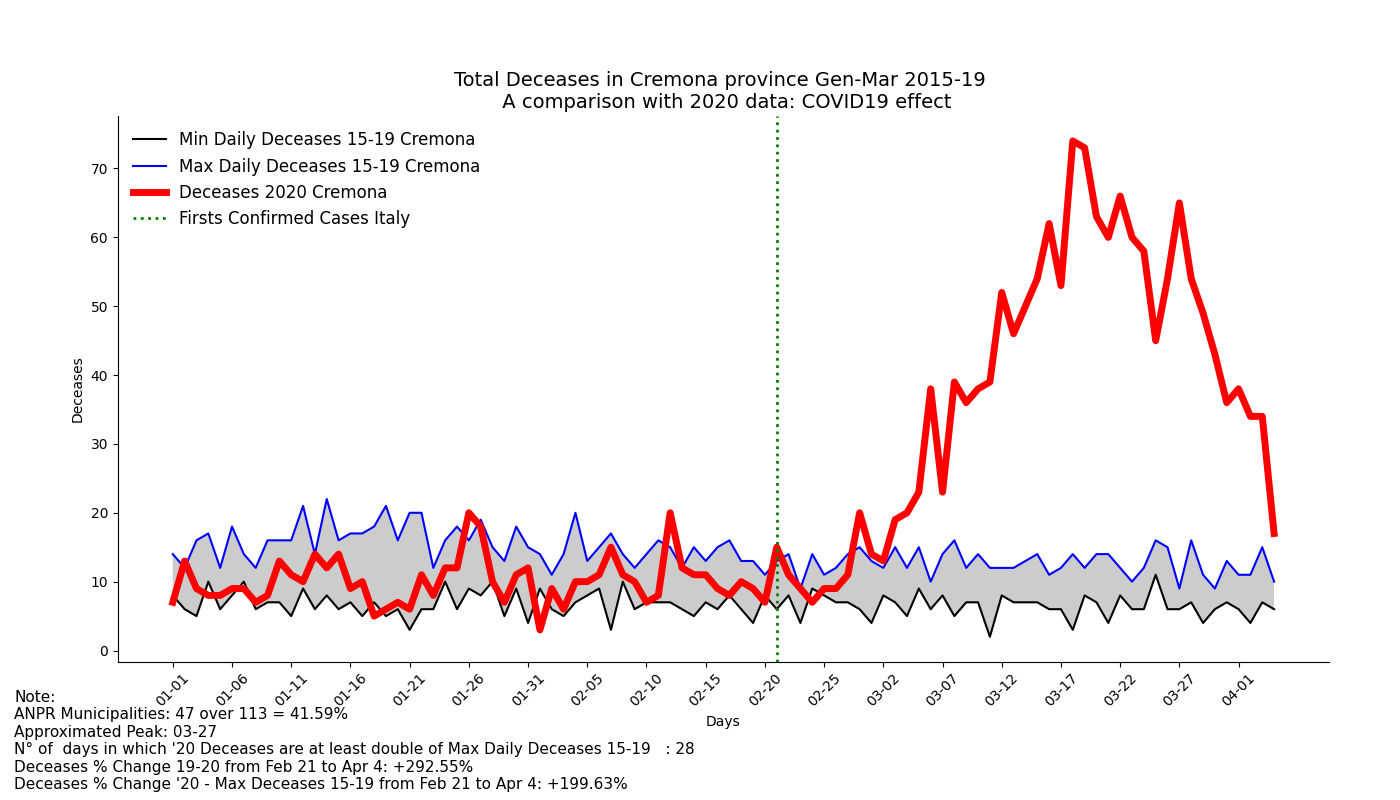 Total Deceases in Cremona province Gen-Mar 2015-19
A comparison with 2020 data: COVID19 effect
Min Daily Deceases 15-19 Cremona
Max Daily Deceases 15-19 Cremona
Deceases 2020 Cremona
Firsts Confirmed Cases Italy
70
60
50
40
30
20
10
0
Deceases
01-01
01-06
01-11
01-16
01-21
01-26
01-31
02-05
02-10
02-15
02-20
02-25
03-02
03-07
03-12
03-17
03-22
03-27
04-01
Days
Note:
ANPR Municipalities: 47 over 113 = 41.59%
Approximated Peak: 03-27
N° of  days in which '20 Deceases are at least double of Max Daily Deceases 15-19   : 28
Deceases % Change 19-20 from Feb 21 to Apr 4: +292.55%
Deceases % Change '20 - Max Deceases 15-19 from Feb 21 to Apr 4: +199.63%